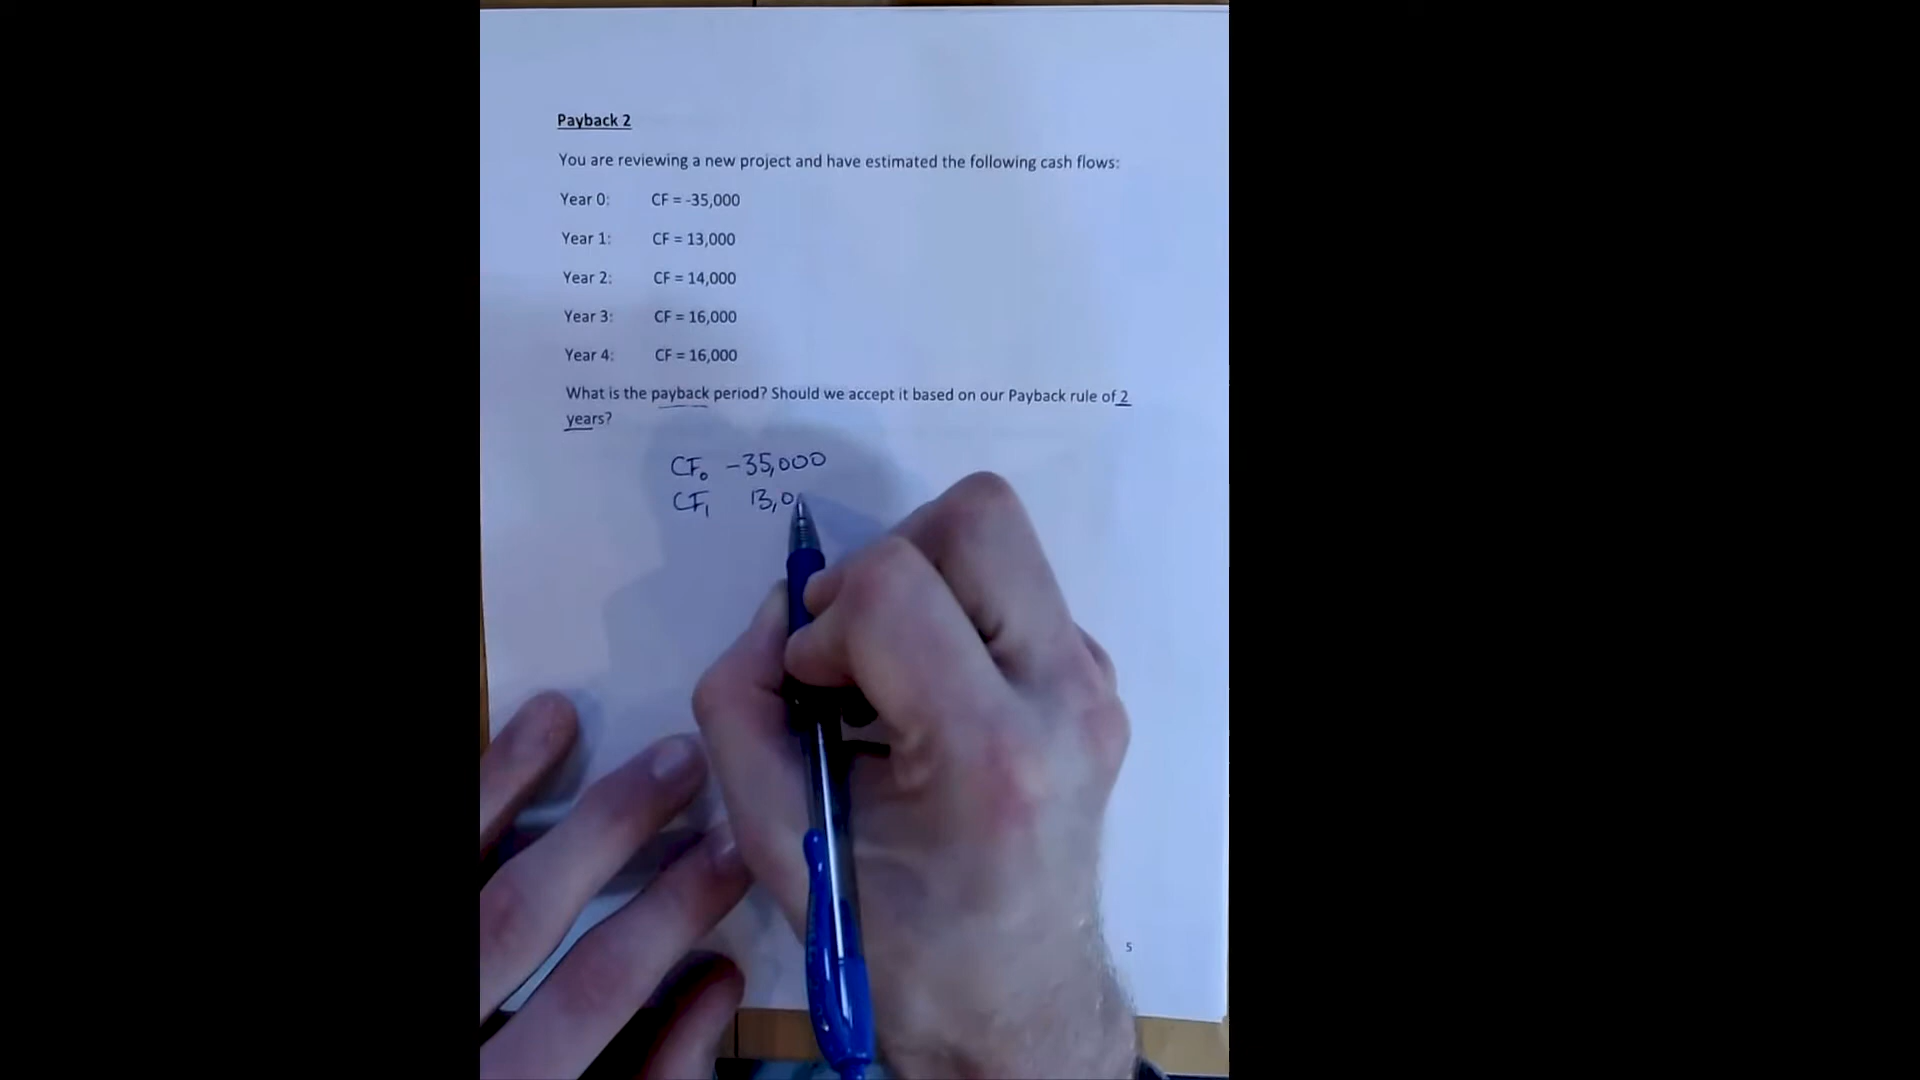 Payback 2
You are reviewing a new project and have estimated the following cash flows:
Year 0: CF = -35,000
Year 1: CF = 13,000
Year 2: CF = 14,000
Year 3: CF = 16,000
Year 4: CF = 16,000
What is the payback period? Should we accept it based on our Payback rule of 2
years?
CF₀ -35,000
CF₁ 13,0
5